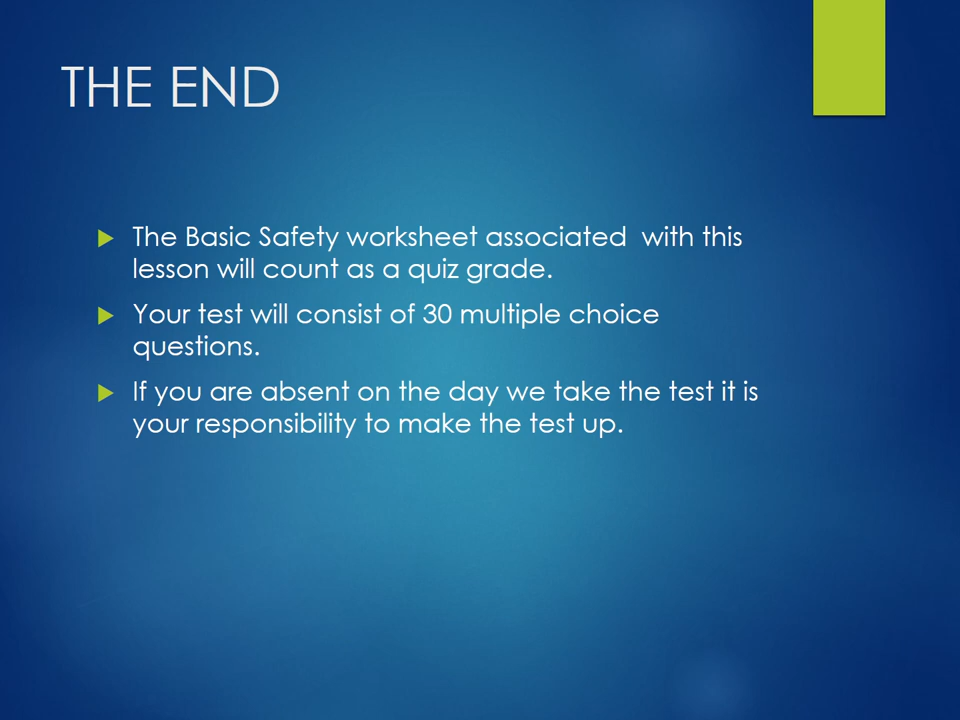 THE END
The Basic Safety worksheet associated  with this
lesson will count as a quiz grade.
Your test will consist of 30 multiple choice
questions.
If you are absent on the day we take the test it is
your responsibility to make the test up.